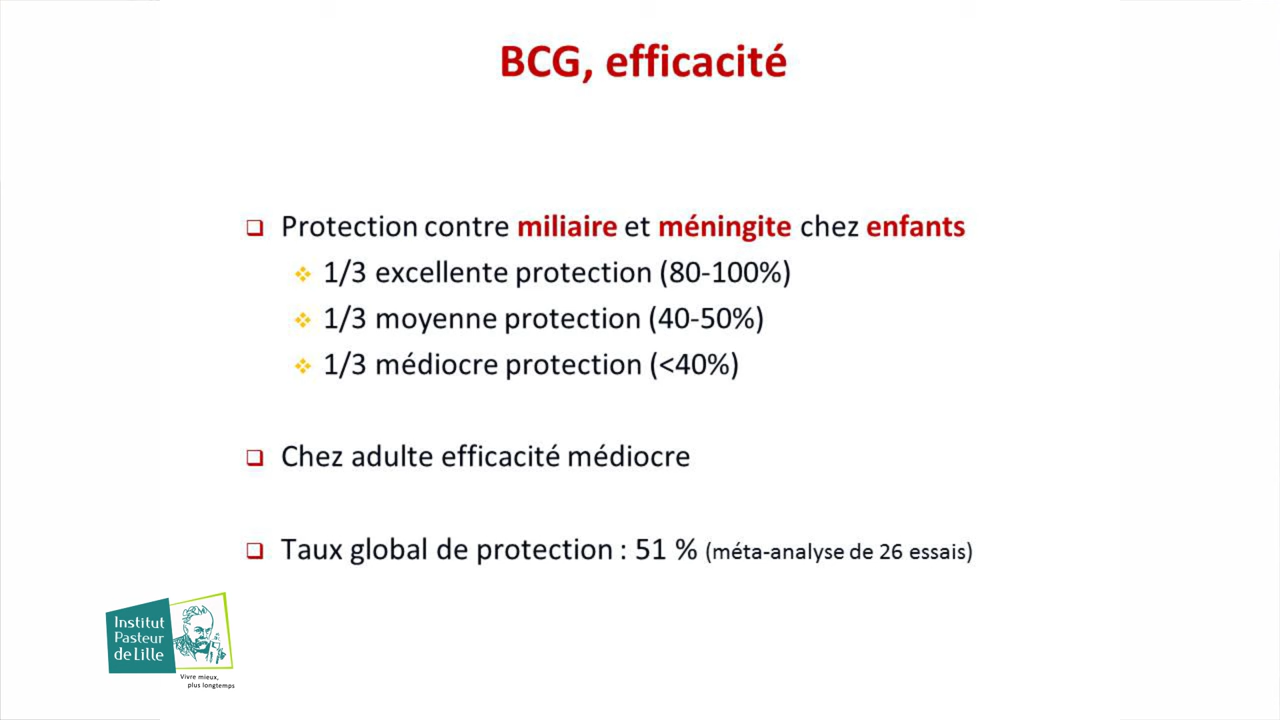 BCG, efficacité
Protection contre miliaire et méningite chez enfants
1/3 excellente protection (80-100%)
1/3 moyenne protection (40-50%)
1/3 médiocre protection (<40%)
Chez adulte efficacité médiocre
Taux global de protection : 51 % (méta-analyse de 26 essais)
Institut
Pasteur
de Lille
Vivre mieux,
plus longtemps